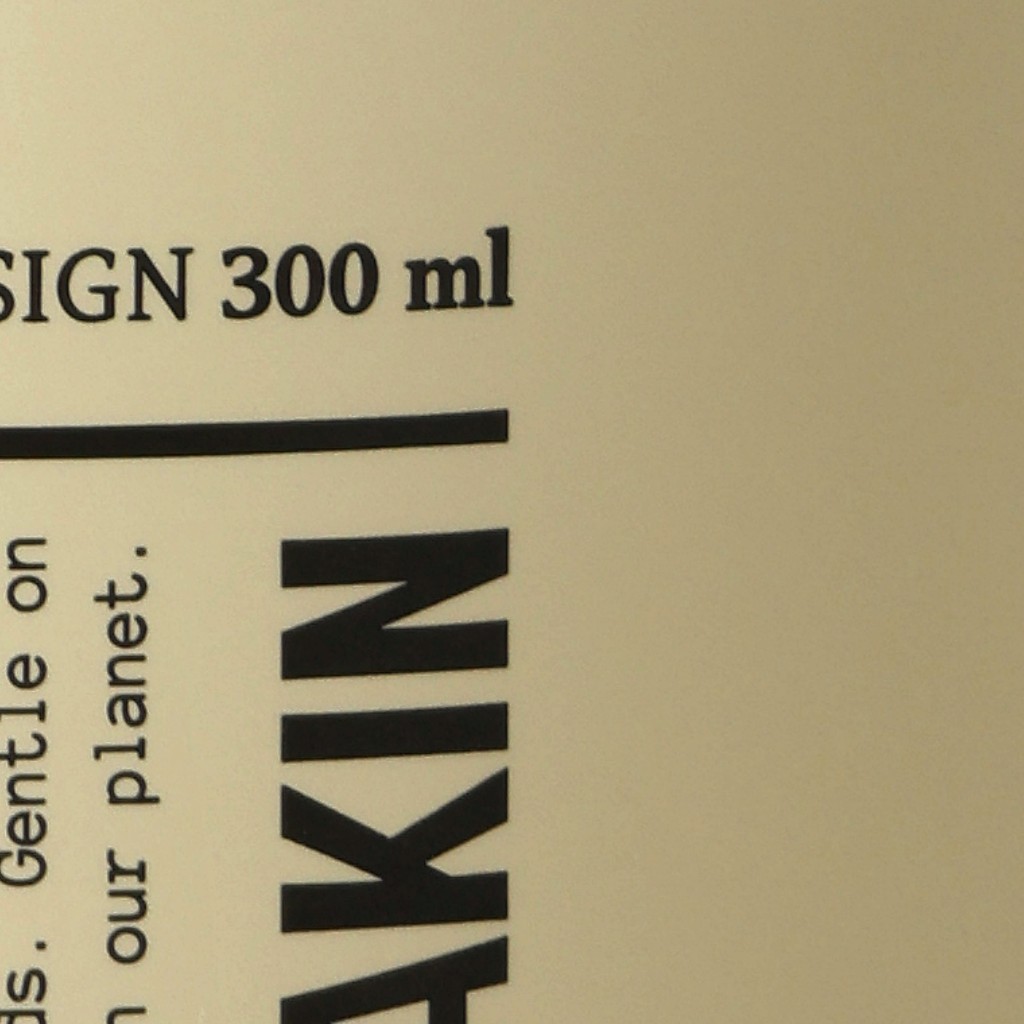 SIGN 300 ml
ds. Gentle on
n our planet.
AKIN